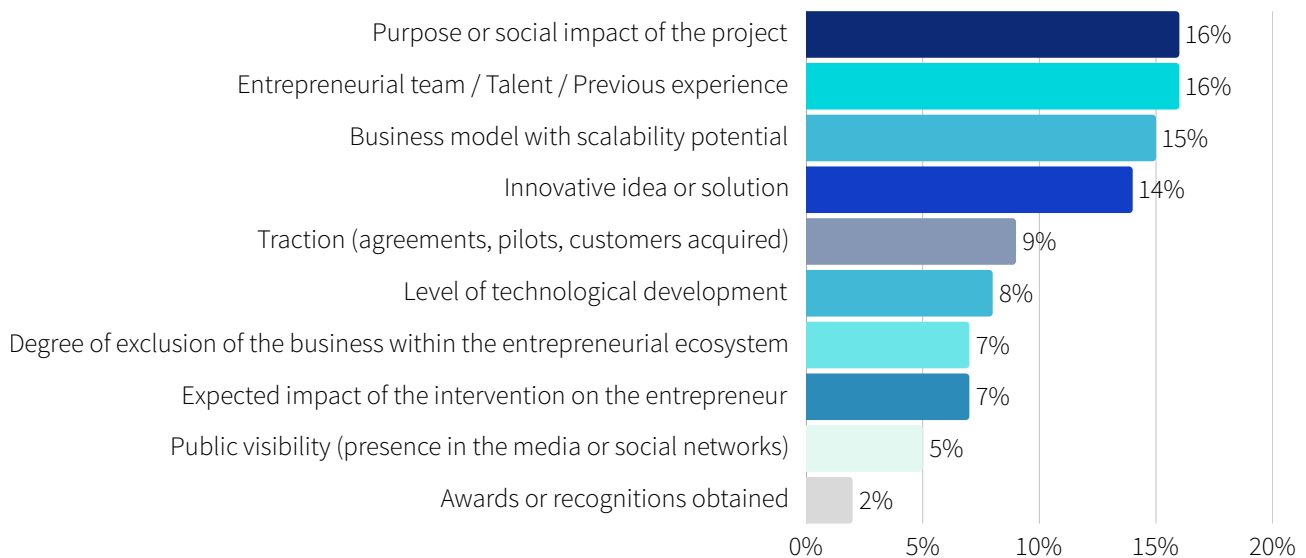 Purpose or social impact of the project 16%
Entrepreneurial team / Talent / Previous experience 16%
Business model with scalability potential 15%
Innovative idea or solution 14%
Traction (agreements, pilots, customers acquired) 9%
Level of technological development 8%
Degree of exclusion of the business within the entrepreneurial ecosystem 7%
Expected impact of the intervention on the entrepreneur 7%
Public visibility (presence in the media or social networks) 5%
Awards or recognitions obtained 2%
0% 5% 10% 15% 20%